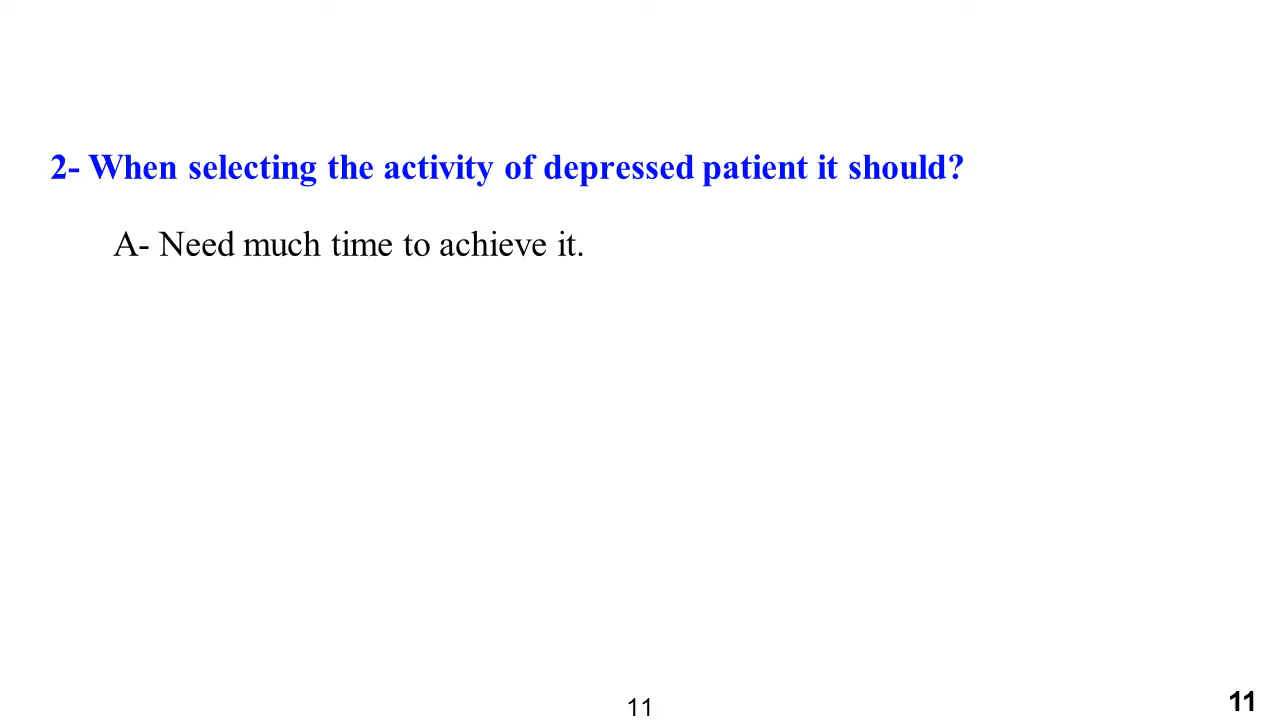 2- When selecting the activity of depressed patient it should?
A- Need much time to achieve it.
11
11